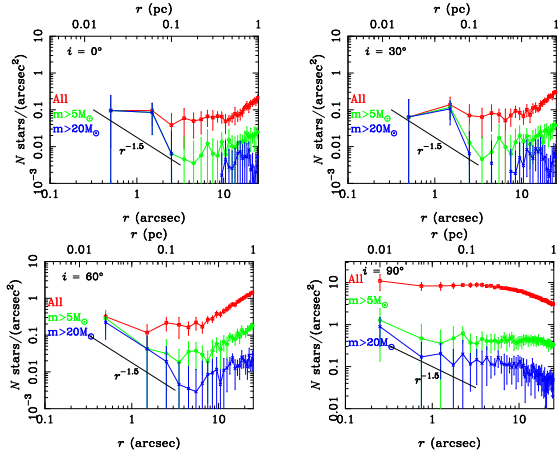 r (pc) r (pc)
0.01 0.1 1 0.01 0.1 1
N stars/(arcsec²) 10 1 0.1 0.01 10⁻³
i = 0°
All
m>5M⊙
m>20M⊙
r⁻¹·⁵
0.1 1 10
r (arcsec)
N stars/(arcsec²) 10 1 0.1 0.01 10⁻³
i = 30°
All
m>5M⊙
m>20M⊙
r⁻¹·⁵
0.1 1 10
r (arcsec)
r (pc) r (pc)
0.01 0.1 1 0.01 0.1 1
N stars/(arcsec²) 10 1 0.1 0.01 10⁻³
i = 60°
All
m>5M⊙
m>20M⊙
r⁻¹·⁵
0.1 1 10
r (arcsec)
N stars/(arcsec²) 10 1 0.1 0.01
i = 90°
All
m>5M⊙
m>20M⊙
r⁻¹·⁵
0.1 1 10
r (arcsec)